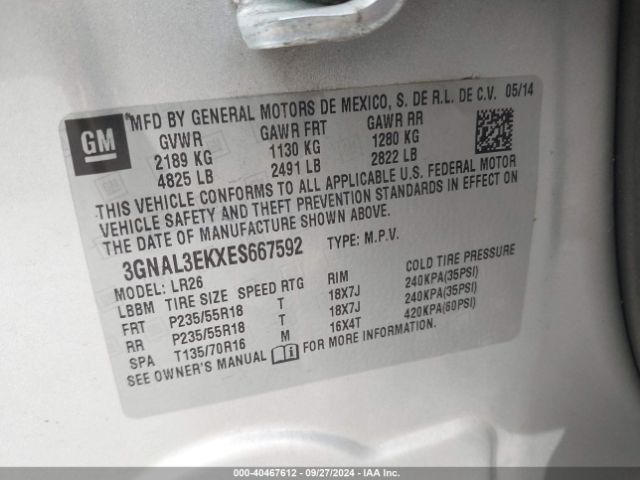 MFD BY GENERAL MOTORS DE MEXICO, S. DE R.L. DE C.V. 05/14
GM
GVWR GAWR FRT GAWR RR
2189 KG 1130 KG 1280 KG
4825 LB 2491 LB 2822 LB
THIS VEHICLE CONFORMS TO ALL APPLICABLE U.S. FEDERAL MOTOR
VEHICLE SAFETY AND THEFT PREVENTION STANDARDS IN EFFECT ON
THE DATE OF MANUFACTURE SHOWN ABOVE.
3GNAL3EKXES667592 TYPE: M.P.V.
MODEL: LR26
LBBM TIRE SIZE SPEED RTG RIM COLD TIRE PRESSURE
FRT P235/55R18 T 18X7J 240KPA(35PSI)
RR P235/55R18 T 18X7J 240KPA(35PSI)
SPA T135/70R16 M 16X4T 420KPA(60PSI)
SEE OWNER'S MANUAL FOR MORE INFORMATION.
000-40467612 - 09/27/2024 - IAA Inc.